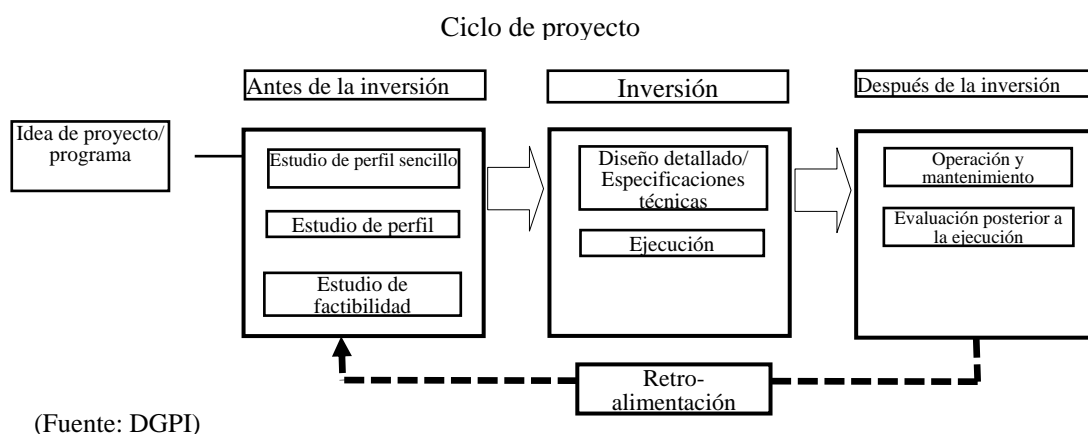 Ciclo de proyecto
Antes de la inversión
Inversión
Después de la inversión
Idea de proyecto/
programa
Estudio de perfil sencillo
Estudio de perfil
Estudio de
factibilidad
Diseño detallado/
Especificaciones
técnicas
Ejecución
Operación y
mantenimiento
Evaluación posterior a
la ejecución
Retro-
alimentación
(Fuente: DGPI)